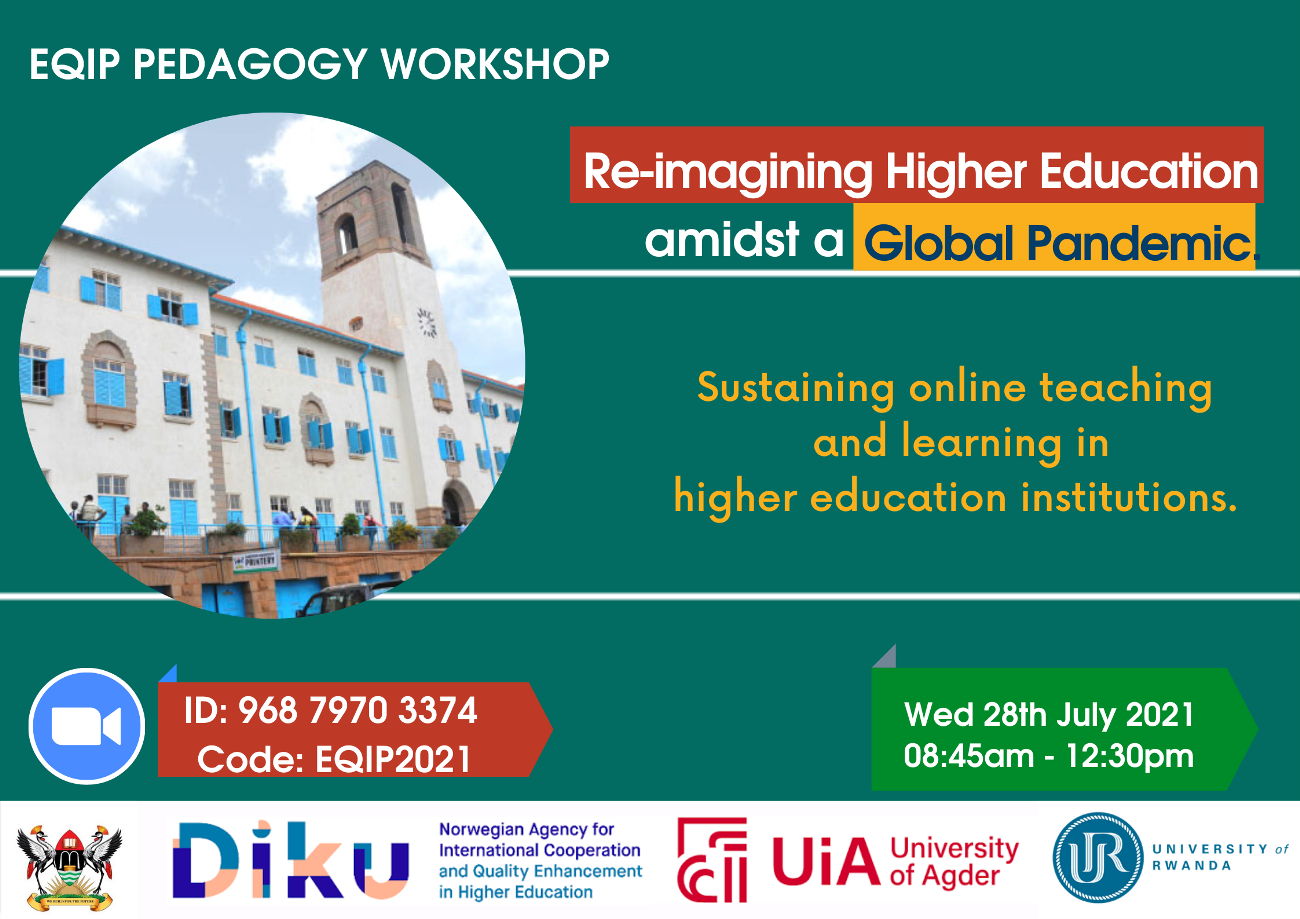 EQIP PEDAGOGY WORKSHOP
Re-imagining Higher Education
amidst a Global Pandemic.
Sustaining online teaching
and learning in
higher education institutions.
PRINTERY
ID: 968 7970 3374
Code: EQIP2021
Wed 28th July 2021
08:45am - 12:30pm
Diku
Norwegian Agency for
International Cooperation
and Quality Enhancement
in Higher Education
UiA University
of Agder
UR
UNIVERSITY of
RWANDA